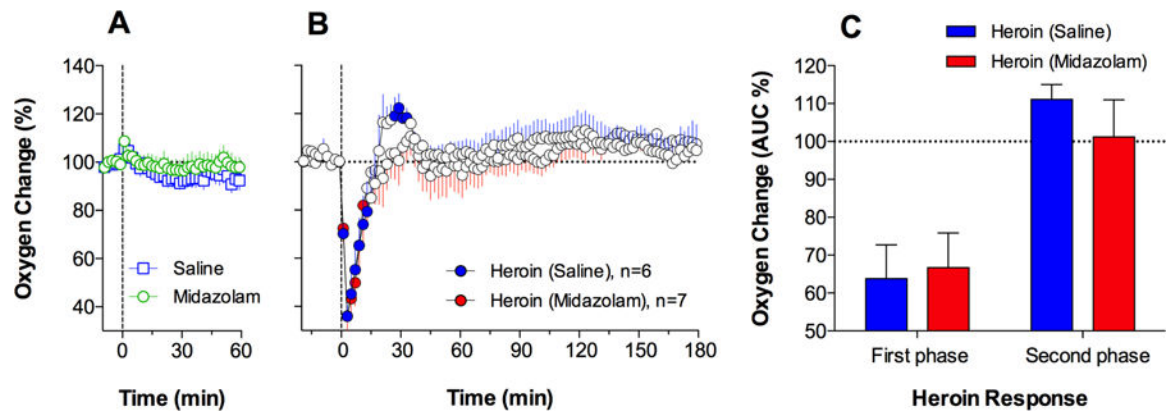 A
B
C
Heroin (Saline)
Heroin (Midazolam)
Oxygen Change (%)
140
120
100
80
60
40
Saline
Midazolam
0
30
60
Time (min)
Heroin (Saline), n=6
Heroin (Midazolam), n=7
0
30
60
90
120
150
180
Time (min)
Oxygen Change (AUC %)
120
110
100
90
80
70
60
50
First phase
Second phase
Heroin Response